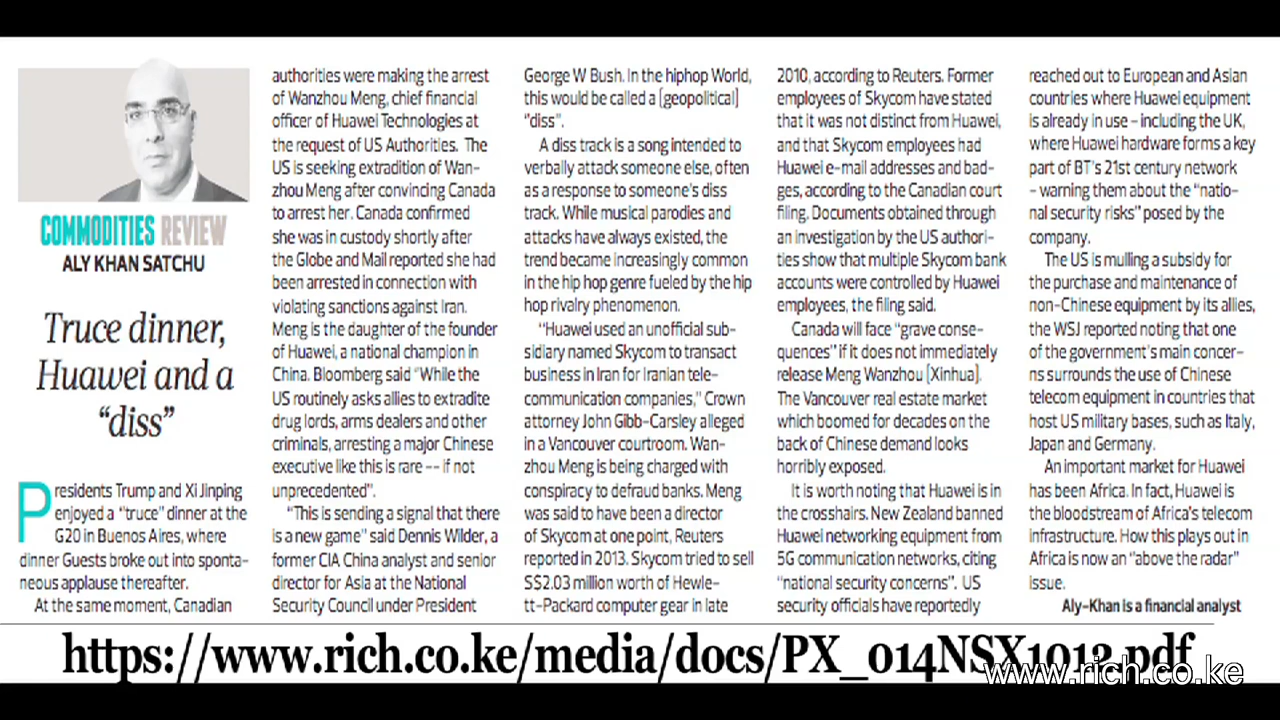 COMMODITIES REVIEW
ALY KHAN SATCHU
Truce dinner,
Huawei and a
“diss”
Presidents Trump and Xi Jinping
enjoyed a “truce” dinner at the
G20 in Buenos Aires, where
dinner Guests broke out into sponta-
neous applause thereafter.
At the same moment, Canadian
authorities were making the arrest
of Wanzhou Meng, chief financial
officer of Huawei Technologies at
the request of US Authorities. The
US is seeking extradition of Wan-
zhou Meng after convincing Canada
to arrest her. Canada confirmed
she was in custody shortly after
the Globe and Mail reported she had
been arrested in connection with
violating sanctions against Iran.
Meng is the daughter of the founder
of Huawei, a national champion in
China. Bloomberg said “While the
US routinely asks allies to extradite
drug lords, arms dealers and other
criminals, arresting a major Chinese
executive like this is rare -- if not
unprecedented”.
“This is sending a signal that there
is a new game” said Dennis Wilder, a
former CIA China analyst and senior
director for Asia at the National
Security Council under President
George W Bush. In the hiphop World,
this would be called a [geopolitical]
“diss”.
A diss track is a song intended to
verbally attack someone else, often
as a response to someone's diss
track. While musical parodies and
attacks have always existed, the
trend became increasingly common
in the hip hop genre fueled by the hip
hop rivalry phenomenon.
“Huawei used an unofficial sub-
sidiary named Skycom to transact
business in Iran for Iranian tele-
communication companies,” Crown
attorney John Gibb-Carsley alleged
in a Vancouver courtroom. Wan-
zhou Meng is being charged with
conspiracy to defraud banks. Meng
was said to have been a director
of Skycom at one point, Reuters
reported in 2013. Skycom tried to sell
SS2.03 million worth of Hewle-
tt-Packard computer gear in late
2010, according to Reuters. Former
employees of Skycom have stated
that it was not distinct from Huawei,
and that Skycom employees had
Huawei e-mail addresses and bad-
ges, according to the Canadian court
filing. Documents obtained through
an investigation by the US authori-
ties show that multiple Skycom bank
accounts were controlled by Huawei
employees, the filing said.
Canada will face “grave conse-
quences” if it does not immediately
release Meng Wanzhou [Xinhua].
The Vancouver real estate market
which boomed for decades on the
back of Chinese demand looks
horribly exposed.
It is worth noting that Huawei is in
the crosshairs. New Zealand banned
Huawei networking equipment from
5G communication networks, citing
“national security concerns”. US
security officials have reportedly
reached out to European and Asian
countries where Huawei equipment
is already in use – including the UK,
where Huawei hardware forms a key
part of BT's 21st century network
– warning them about the “natio-
nal security risks” posed by the
company.
The US is mulling a subsidy for
the purchase and maintenance of
non-Chinese equipment by its allies,
the WSJ reported noting that one
of the government's main concer-
ns surrounds the use of Chinese
telecom equipment in countries that
host US military bases, such as Italy,
Japan and Germany.
An important market for Huawei
has been Africa. In fact, Huawei is
the bloodstream of Africa's telecom
infrastructure. How this plays out in
Africa is now an “above the radar”
issue.
Aly-Khan is a financial analyst
https://www.rich.co.ke/media/docs/PX_014NSX1012.pdf
www.rich.co.ke